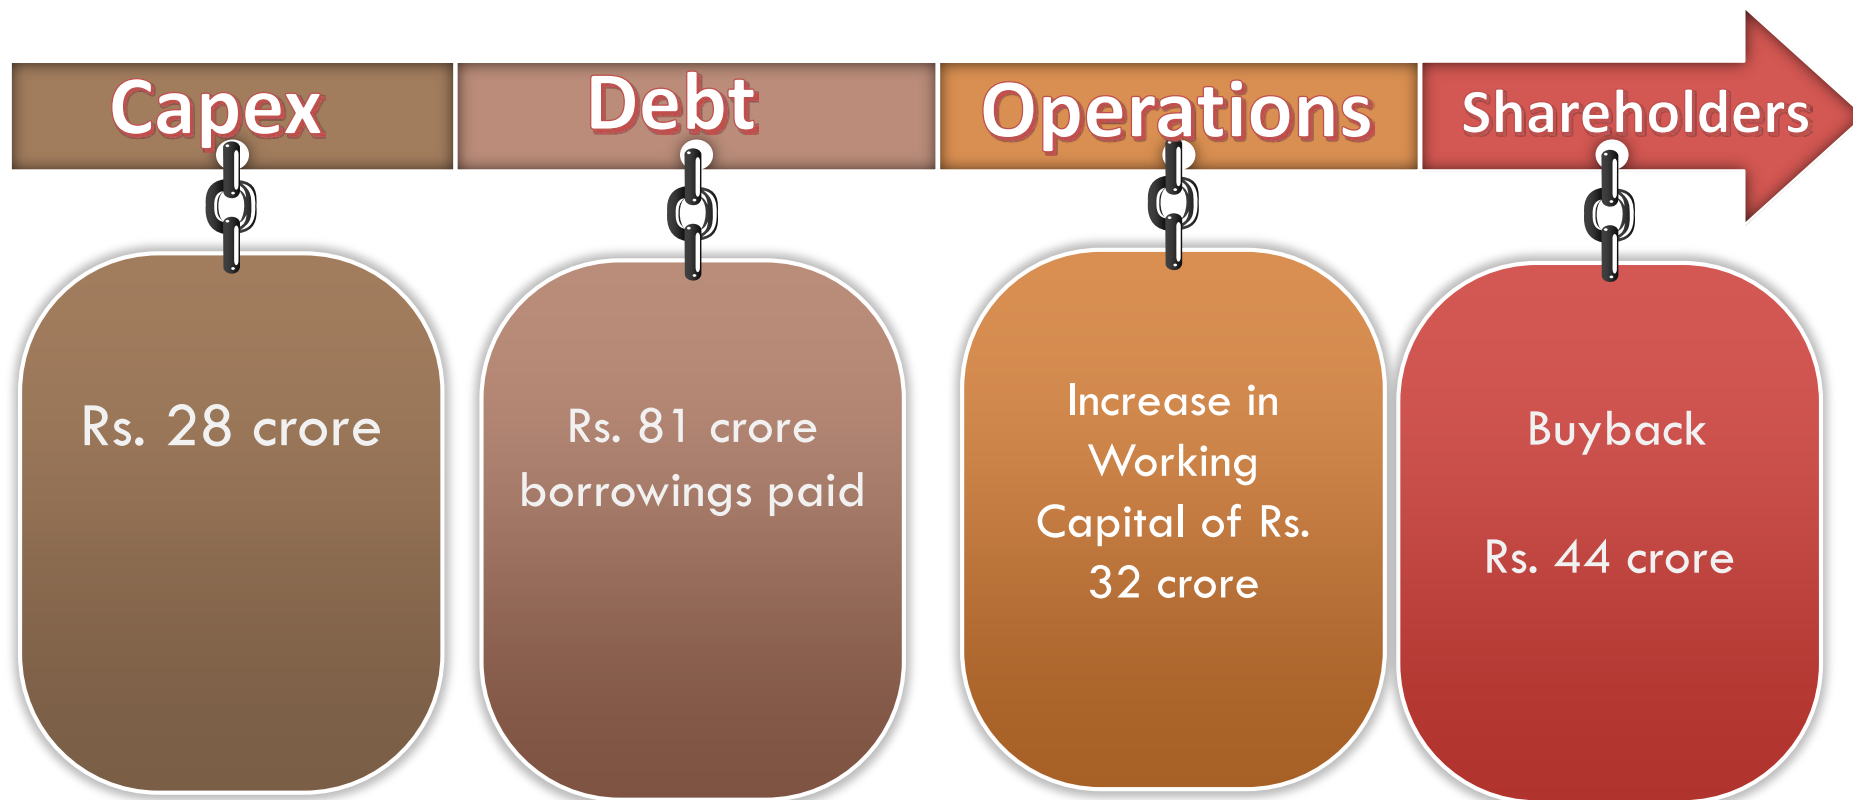 Capex
Debt
Operations
Shareholders
Rs. 28 crore
Rs. 81 crore
borrowings paid
Increase in
Working
Capital of Rs.
32 crore
Buyback
Rs. 44 crore